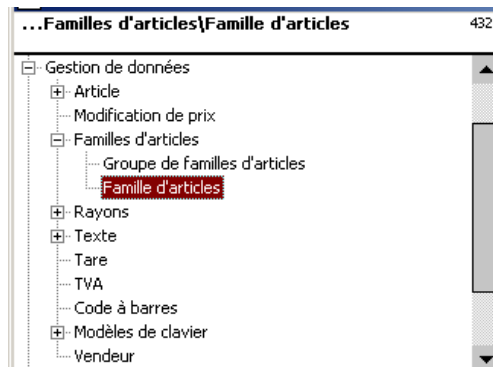 ...Familles d'articles\Famille d'articles 432
Gestion de données
Article
Modification de prix
Familles d'articles
Groupe de familles d'articles
Famille d'articles
Rayons
Texte
Tare
TVA
Code à barres
Modèles de clavier
Vendeur